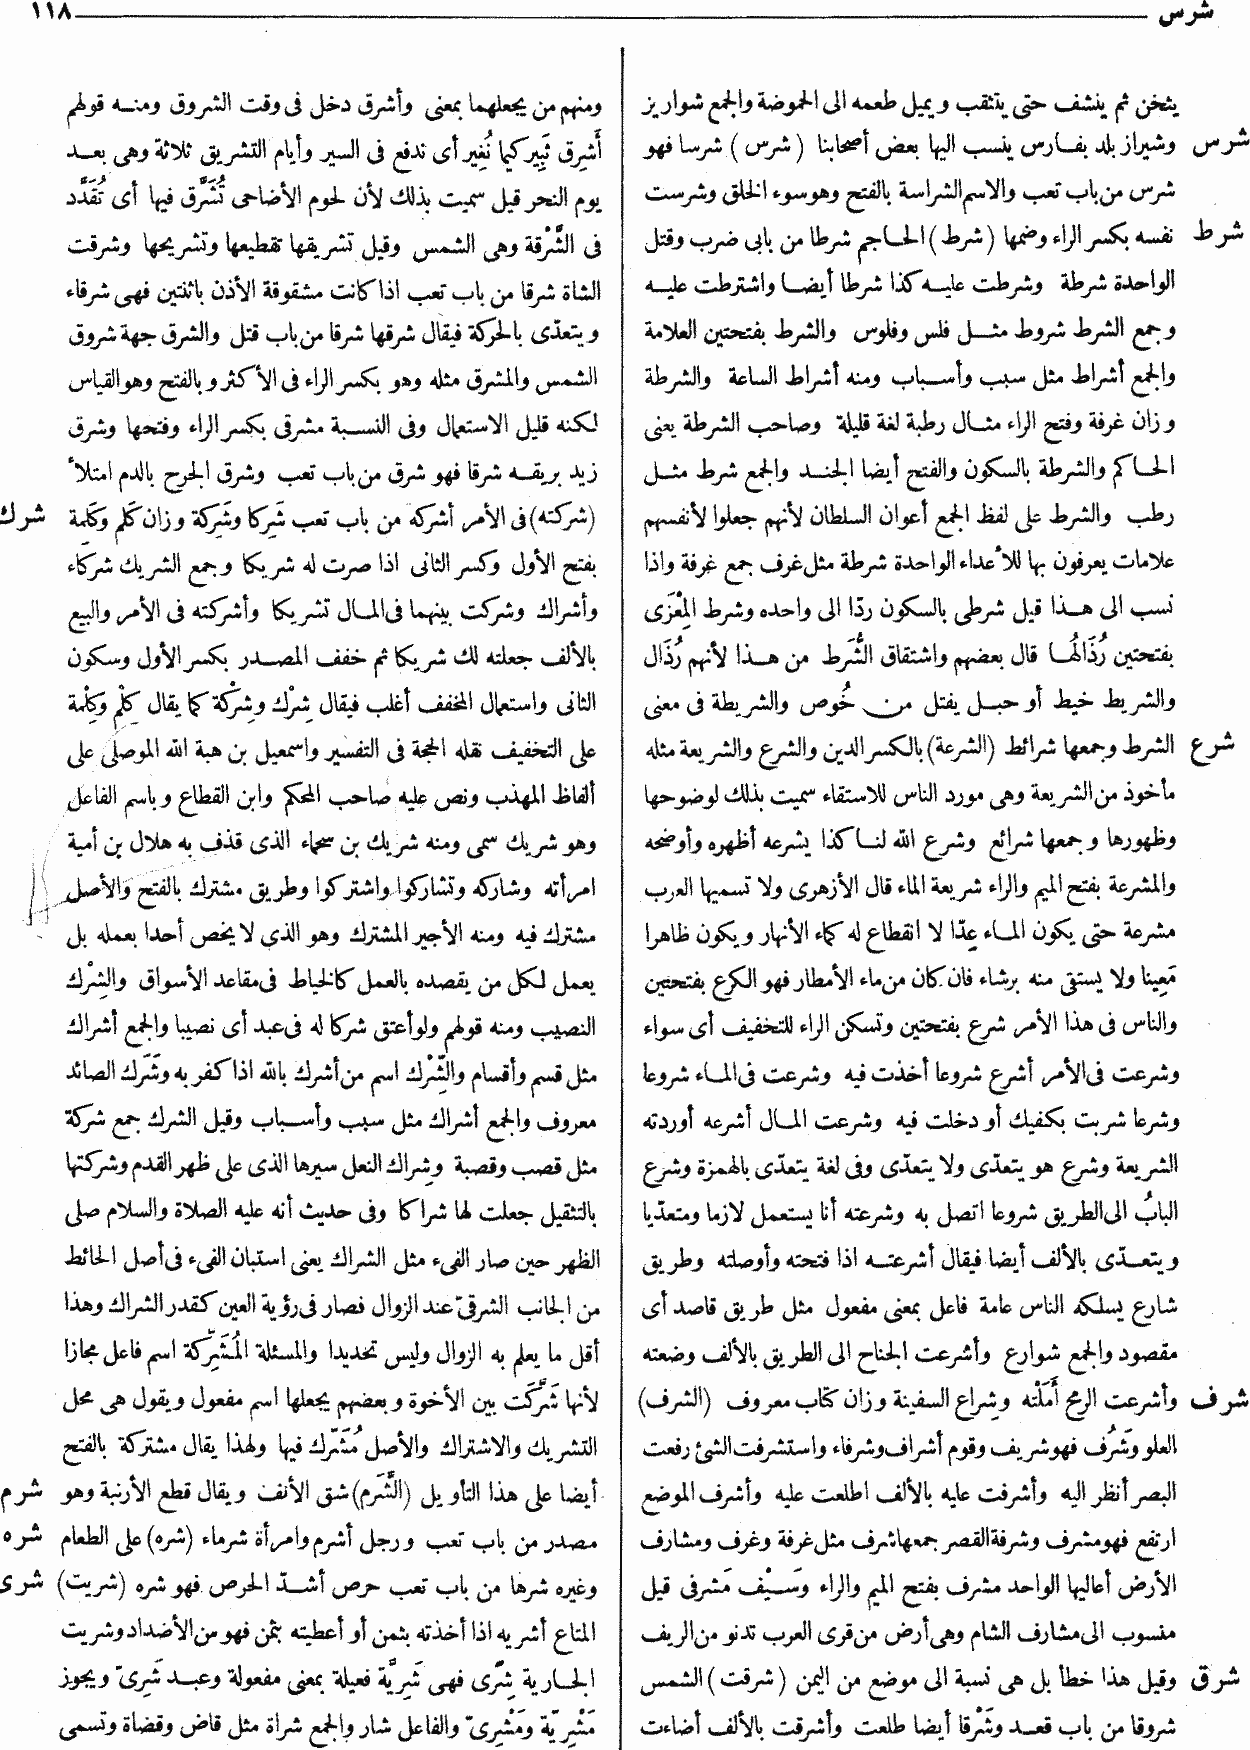 شرس ١١٨
يثخن ثم ينشف حتى يتثقب ويميل طعمه الى الحموضة والجمع شواريز
شرس وشيراز بلد بفارس ينسب اليها بعض أصحابنا (شرس) شرسا فهو
شرس من باب تعب والاسم الشراسة بالفتح وهو سوء الخلق وشرست
شرط نفسه بكسر الراء وضمها (شرط) الحاجم شرطا من بابى ضرب وقتل
الواحدة شرطة وشرطت عليه كذا شرطا أيضا واشترطت عليه
وجمع الشرط شروط مثل فلس وفلوس والشرط بفتحتين العلامة
والجمع أشراط مثل سبب وأسباب ومنه أشراط الساعة والشرطة
وزان غرفة وفتح الراء مثال رطبة لغة قليلة وصاحب الشرطة يعنى
الحاكم والشرطة بالسكون والفتح أيضا الجند والجمع شرط مثل
رطب والشرط على لفظ الجمع أعوان السلطان لأنهم جعلوا لأنفسهم
علامات يعرفون بها للأعداء الواحدة شرطة مثل غرف جمع غرفة واذا
نسب الى هذا قيل شرطى بالسكون ردّا الى واحده وشرط المِعْزَى
بفتحتين رُذَالُها قال بعضهم واشتقاق الشُّرَط من هذا لأنهم رُذَال
والشريط خيط أو حبل يفتل من خُوص والشريطة فى معنى
شرع الشرط وجمعها شرائط (الشرعة) بالكسر الدين والشرع والشريعة مثله
مأخوذ من الشريعة وهى مورد الناس للاستقاء سميت بذلك لوضوحها
وظهورها وجمعها شرائع وشرع الله لنا كذا يشرعه أظهره وأوضحه
والمشرعة بفتح الميم والراء شريعة الماء قال الأزهرى ولا تسميها العرب
مشرعة حتى يكون الماء عِدّا لا انقطاع له كماء الأنهار ويكون ظاهرا
مَعِينا ولا يستقى منه برشاء فان كان من ماء الأمطار فهو الكرع بفتحتين
والناس فى هذا الأمر شرع بفتحتين وتسكن الراء للتخفيف أى سواء
وشرعت فى الأمر أشرع شروعا أخذت فيه وشرعت فى الماء شروعا
وشرعا شربت بكفيك أو دخلت فيه وشرعت المال أشرعه أوردته
الشريعة وشرع هو يتعدّى ولا يتعدّى وفى لغة يتعدّى بالهمزة وشرع
البابُ الى الطريق شروعا اتصل به وشرعته أنا يستعمل لازما ومتعدّيا
ويتعدّى بالألف أيضا فيقال أشرعته اذا فتحته وأوصلته وطريق
شارع يسلكه الناس عامة فاعل بمعنى مفعول مثل طريق قاصد أى
مقصود والجمع شوارع وأشرعت الجناح الى الطريق بالألف وضعته
شرف وأشرعت الرمح أَمَلْته وشراع السفينة وزان كتاب معروف (الشرف)
العلو وشَرُف فهو شريف وقوم أشراف وشرفاء واستشرفت الشئ رفعت
البصر أنظر اليه وأشرفت عليه بالألف اطلعت عليه وأشرف الموضع
ارتفع فهو مشرف وشرفة القصر جمعها شرف مثل غرفة وغرف ومشارف
الأرض أعاليها الواحد مشرف بفتح الميم والراء وسَيْف مَشرفى قيل
منسوب الى مشارف الشام وهى أرض من قرى العرب تدنو من الريف
شرق وقيل هذا خطأ بل هى نسبة الى موضع من اليمن (شرقت) الشمس
شروقا من باب قعد وشَرْقا أيضا طلعت وأشرقت بالألف أضاءت
ومنهم من يجعلهما بمعنى وأشرق دخل فى وقت الشروق ومنه قولهم
أَشرِق ثَبِير كيما نُغِير أى ندفع فى السير وأيام التشريق ثلاثة وهى بعد
يوم النحر قيل سميت بذلك لأن لحوم الأضاحى تُشَرَّق فيها أى تُقَدَّد
فى الشَّرْقة وهى الشمس وقيل تشريقها تقطيعها وتشريحها وشرقت
الشاة شرقا من باب تعب اذا كانت مشقوقة الأذن باثنتين فهى شرقاء
ويتعدّى بالحركة فيقال شرقها شرقا من باب قتل والشرق جهة شروق
الشمس والمشرق مثله وهو بكسر الراء فى الأكثر وبالفتح وهو القياس
لكنه قليل الاستعمال وفى النسبة مشرقى بكسر الراء وفتحها وشرق
زيد بريقه شرقا فهو شرق من باب تعب وشرق الجرح بالدم امتلأ
شرك (شركته) فى الأمر أشركه من باب تعب شَرِكا وشَرِكة وزان كَلِم وكَلِمة
بفتح الأول وكسر الثانى اذا صرت له شريكا وجمع الشريك شركاء
وأشراك وشركت بينهما فى المال تشريكا وأشركته فى الأمر والبيع
بالألف جعلته لك شريكا ثم خفف المصدر بكسر الأول وسكون
الثانى واستعمال المخفف أغلب فيقال شِرْك وشِرْكة كما يقال كِلْم وكِلْمة
على التخفيف نقله الحجة فى التفسير واسمعيل بن هبة الله الموصلى على
ألفاظ المهذب ونص عليه صاحب المحكم وابن القطاع وباسم الفاعل
وهو شريك سمى ومنه شريك بن سحماء الذى قذف به هلال بن أمية
امرأته وشاركه وتشاركوا واشتركوا وطريق مشترك بالفتح والأصل
مشترك فيه ومنه الأجير المشترك وهو الذى لا يخص أحدا بعمله بل
يعمل لكل من يقصده بالعمل كالخياط فى مقاعد الأسواق والشِرْك
النصيب ومنه قولهم ولو أعتق شركا له فى عبد أى نصيبا والجمع أشراك
مثل قسم وأقسام والشِّرْك اسم من أشرك بالله اذا كفر به وشَرَك الصائد
معروف والجمع أشراك مثل سبب وأسباب وقيل الشرك جمع شركة
مثل قصب وقصبة وشِراك النعل سيرها الذى على ظهر القدم وشركتها
بالتثقيل جعلت لها شراكا وفى حديث أنه عليه الصلاة والسلام صلى
الظهر حين صار الفىء مثل الشراك يعنى استبان الفىء فى أصل الحائط
من الجانب الشرقىّ عند الزوال فصار فى رؤية العين كقدر الشراك وهذا
أقل ما يعلم به الزوال وليس تحديدا والمسئلة المُشَرِّكة اسم فاعل مجازا
لأنها شَرَّكَت بين الأخوة وبعضهم يجعلها اسم مفعول ويقول هى محل
التشريك والاشتراك والأصل مُشَرَّك فيها ولهذا يقال مشتركة بالفتح
شرم أيضا على هذا التأويل (الشَّرَم) شق الأنف ويقال قطع الأرنبة وهو
شره مصدر من باب تعب ورجل أشرم وامرأة شرماء (شره) على الطعام
شرى وغيره شرها من باب تعب حرص أشدّ الحرص فهو شره (شريت)
المتاع أشريه اذا أخذته بثمن أو أعطيته بثمن فهو من الأضداد وشريت
الجارية شِرًى فهى شَرِيَّة فعيلة بمعنى مفعولة وعبد شَرِىّ ويجوز
مَشْرِيّة ومَشْرِىّ والفاعل شار والجمع شراة مثل قاض وقضاة وتسمى